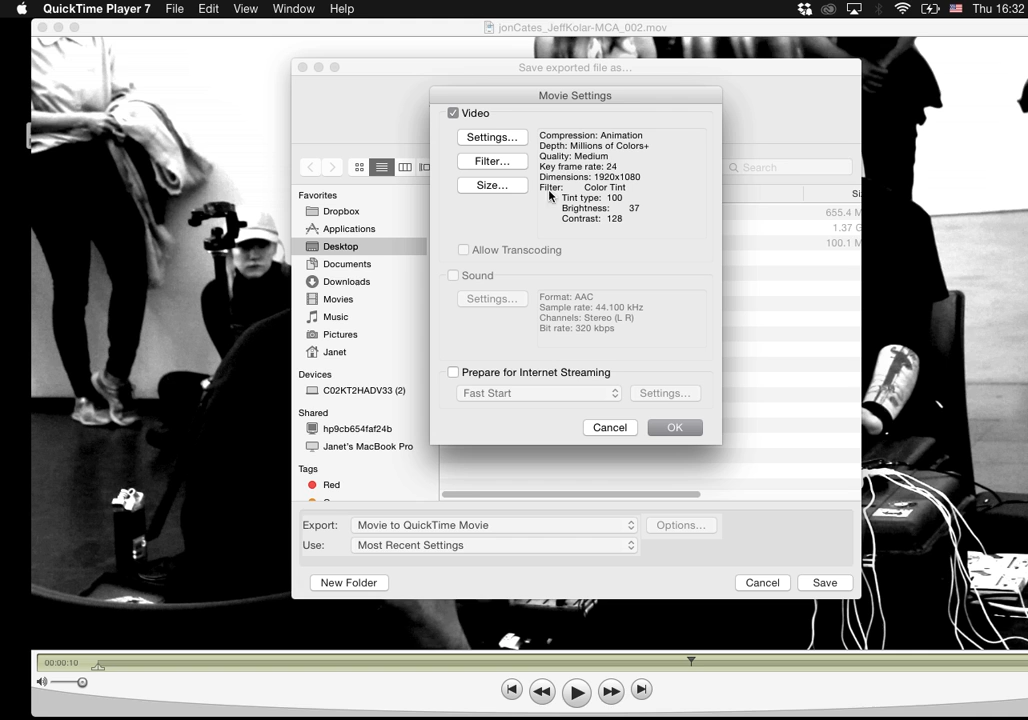 QuickTime Player 7 File Edit View Window Help Thu 16:32
jonCates_JeffKolar-MCA_002.mov
Save exported file as…
Movie Settings
Video
Settings…
Filter…
Size…
Compression: Animation
Depth: Millions of Colors+
Quality: Medium
Key frame rate: 24
Dimensions: 1920x1080
Filter: Color Tint
Tint type: 100
Brightness: 37
Contrast: 128
Allow Transcoding
Sound
Settings…
Format: AAC
Sample rate: 44.100 kHz
Channels: Stereo (L R)
Bit rate: 320 kbps
Prepare for Internet Streaming
Fast Start Settings…
Cancel OK
Search
Siz
655.4 M
1.37 G
100.1 M
Favorites
Dropbox
Applications
Desktop
Documents
Downloads
Movies
Music
Pictures
Janet
Devices
C02KT2HADV33 (2)
Shared
hp9cb654faf24b
Janet's MacBook Pro
Tags
Red
Export: Movie to QuickTime Movie Options…
Use: Most Recent Settings
New Folder Cancel Save
00:00:10